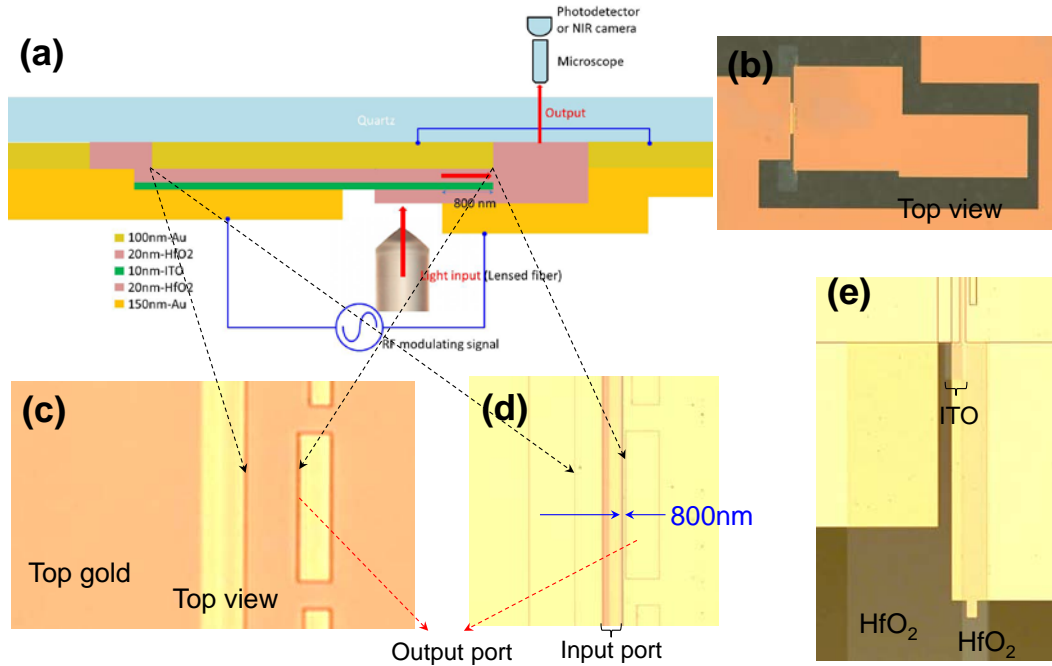 (a)
Photodetector
or NIR camera
Microscope
Output
Quartz
800 nm
100nm-Au
20nm-HfO2
10nm-ITO
20nm-HfO2
150nm-Au
Light input (Lensed fiber)
RF modulating signal
(b)
Top view
(c)
Top gold
Top view
(d)
800nm
Output port
Input port
(e)
ITO
HfO₂
HfO₂